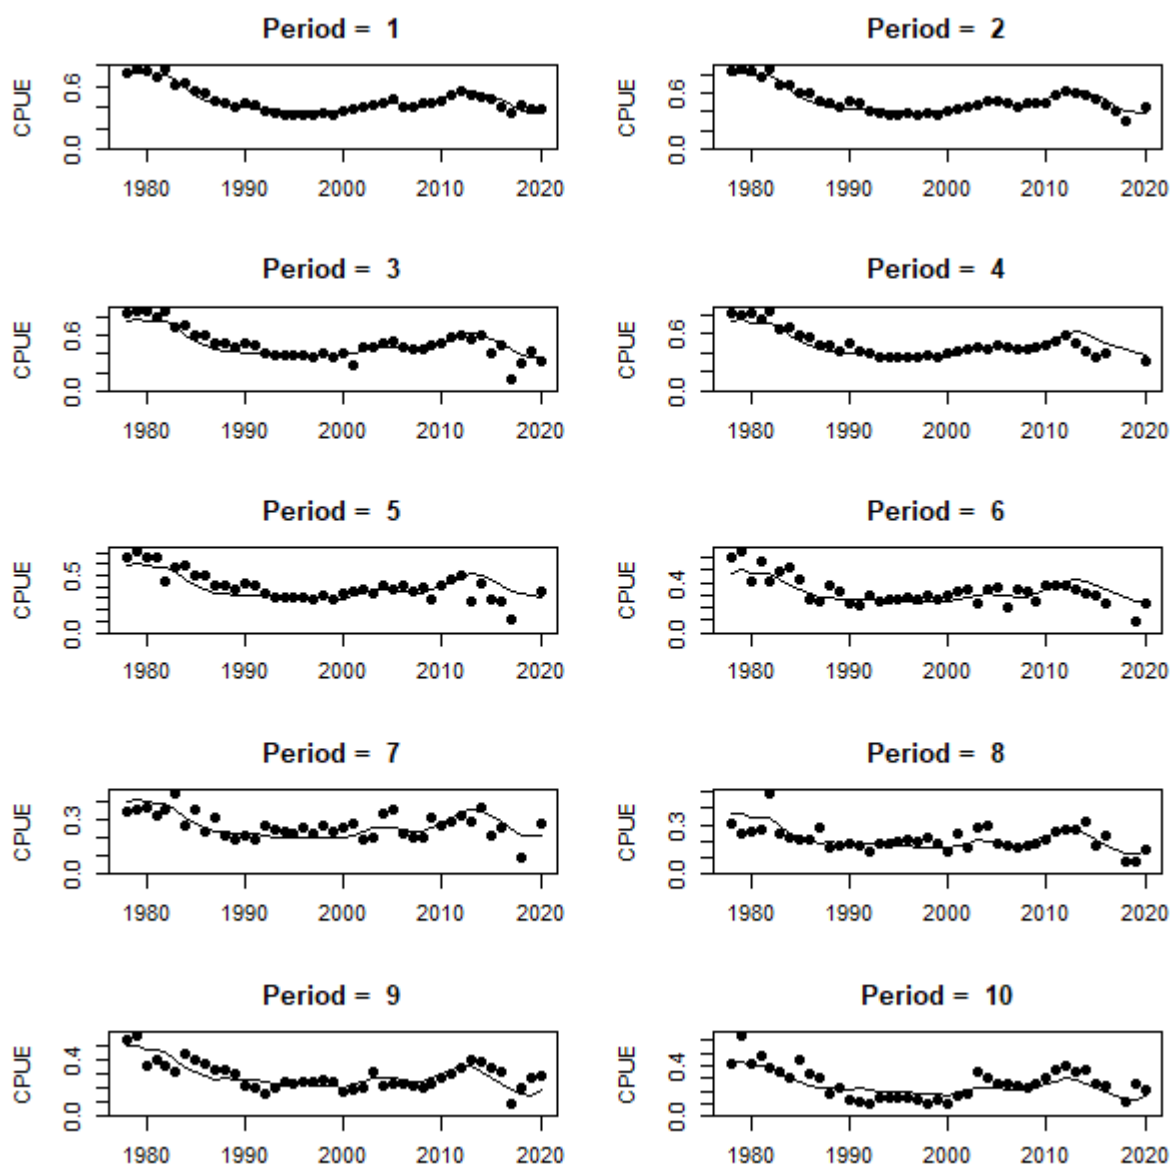 Period = 1
CPUE
0.6
0.0
1980 1990 2000 2010 2020
Period = 2
CPUE
0.6
0.0
1980 1990 2000 2010 2020
Period = 3
CPUE
0.6
0.0
1980 1990 2000 2010 2020
Period = 4
CPUE
0.6
0.0
1980 1990 2000 2010 2020
Period = 5
CPUE
0.5
0.0
1980 1990 2000 2010 2020
Period = 6
CPUE
0.4
0.0
1980 1990 2000 2010 2020
Period = 7
CPUE
0.3
0.0
1980 1990 2000 2010 2020
Period = 8
CPUE
0.3
0.0
1980 1990 2000 2010 2020
Period = 9
CPUE
0.4
0.0
1980 1990 2000 2010 2020
Period = 10
CPUE
0.4
0.0
1980 1990 2000 2010 2020